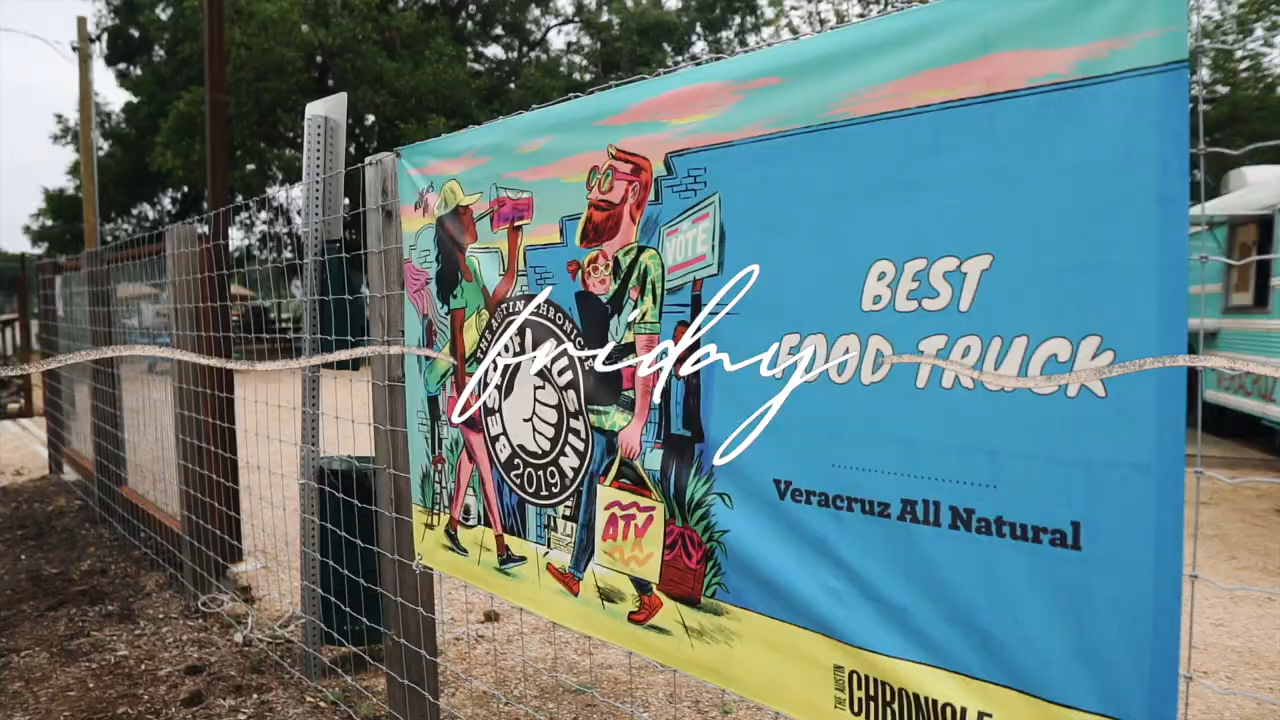 VOTE
THE AUSTIN CHRONICLE
BEST OF AUSTIN
2019
friday
BEST
FOOD TRUCK
Veracruz All Natural
ATX
THE AUSTIN
CHRONICLE
VERACRUZ